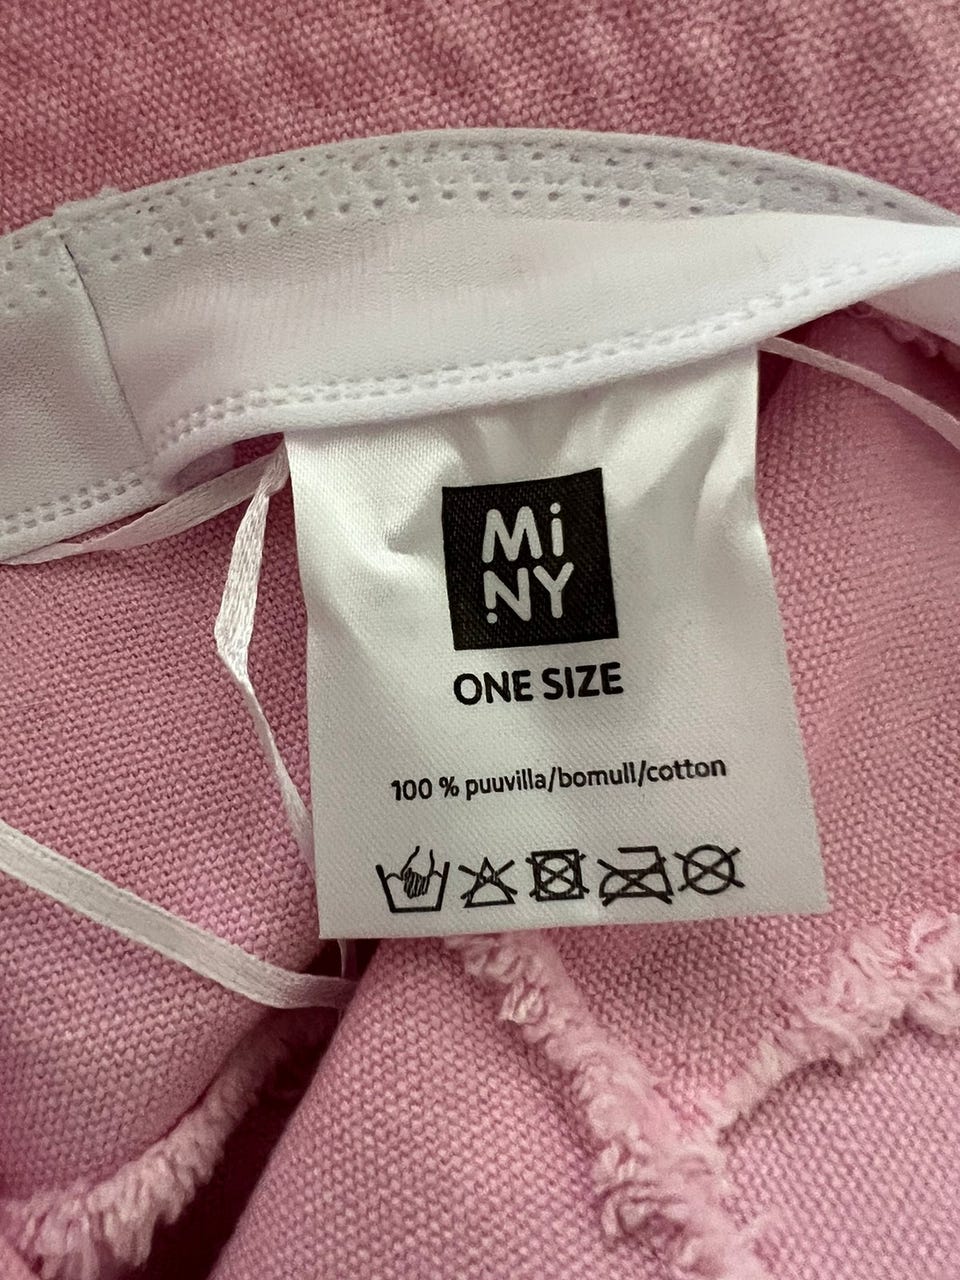 Mi
NY
ONE SIZE
100 % puuvilla/bomull/cotton